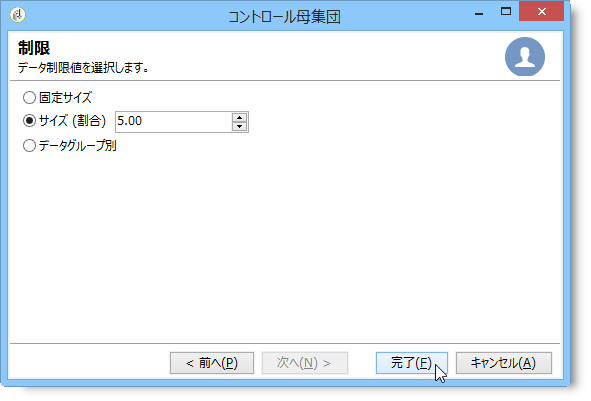 コントロール母集団
制限
データ制限値を選択します。
固定サイズ
サイズ (割合) 5.00
データグループ別
< 前へ(P) 次へ(N) > 完了(F) キャンセル(A)